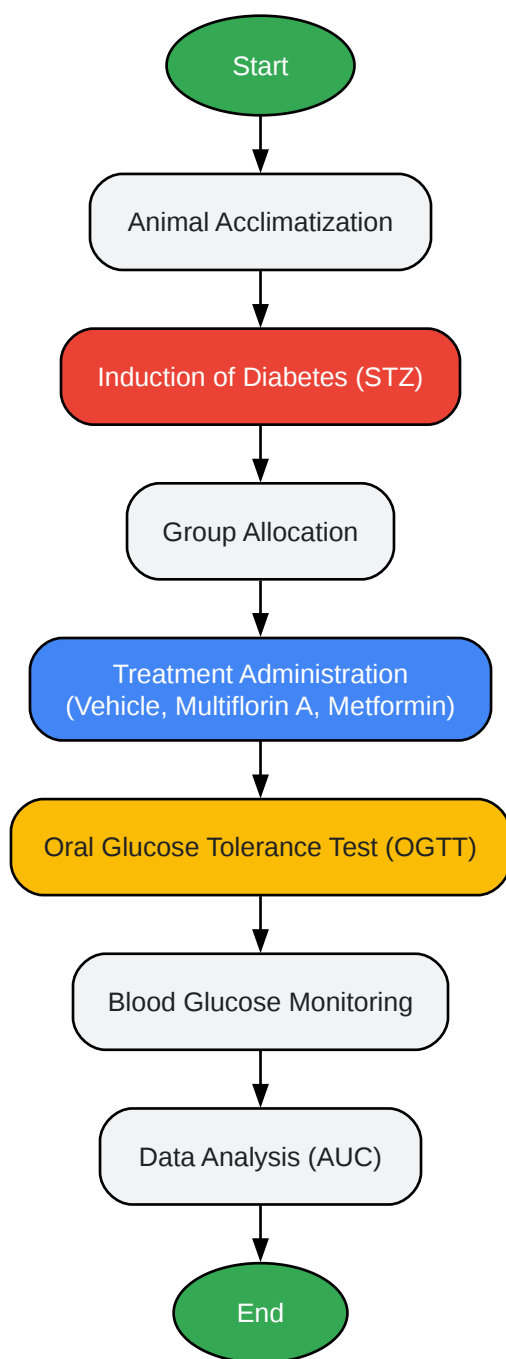 Start
Animal Acclimatization
Induction of Diabetes (STZ)
Group Allocation
Treatment Administration
(Vehicle, Multiflorin A, Metformin)
Oral Glucose Tolerance Test (OGTT)
Blood Glucose Monitoring
Data Analysis (AUC)
End